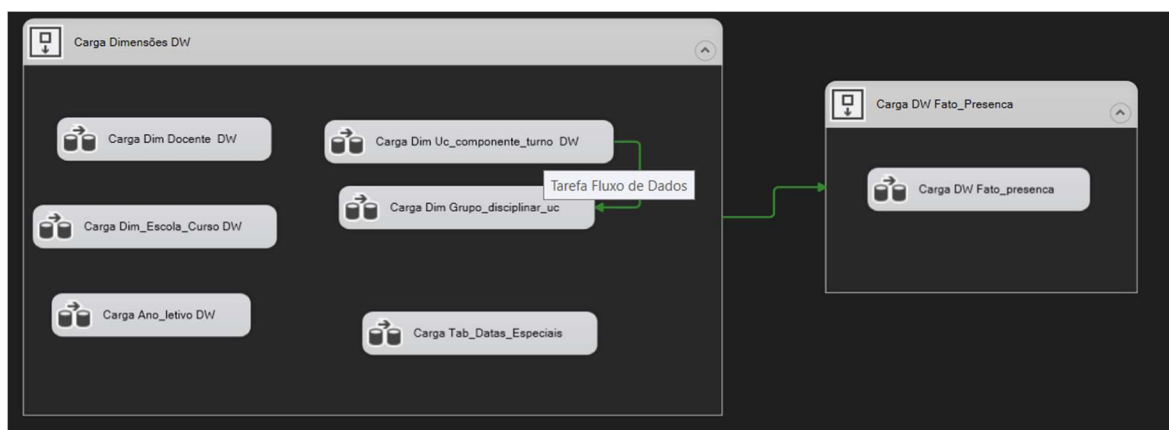 Carga Dimensões DW
Carga Dim Docente DW
Carga Dim Uc_componente_turno DW
Tarefa Fluxo de Dados
Carga Dim Grupo_disciplinar_uc
Carga Dim_Escola_Curso DW
Carga Ano_letivo DW
Carga Tab_Datas_Especiais
Carga DW Fato_Presenca
Carga DW Fato_presenca